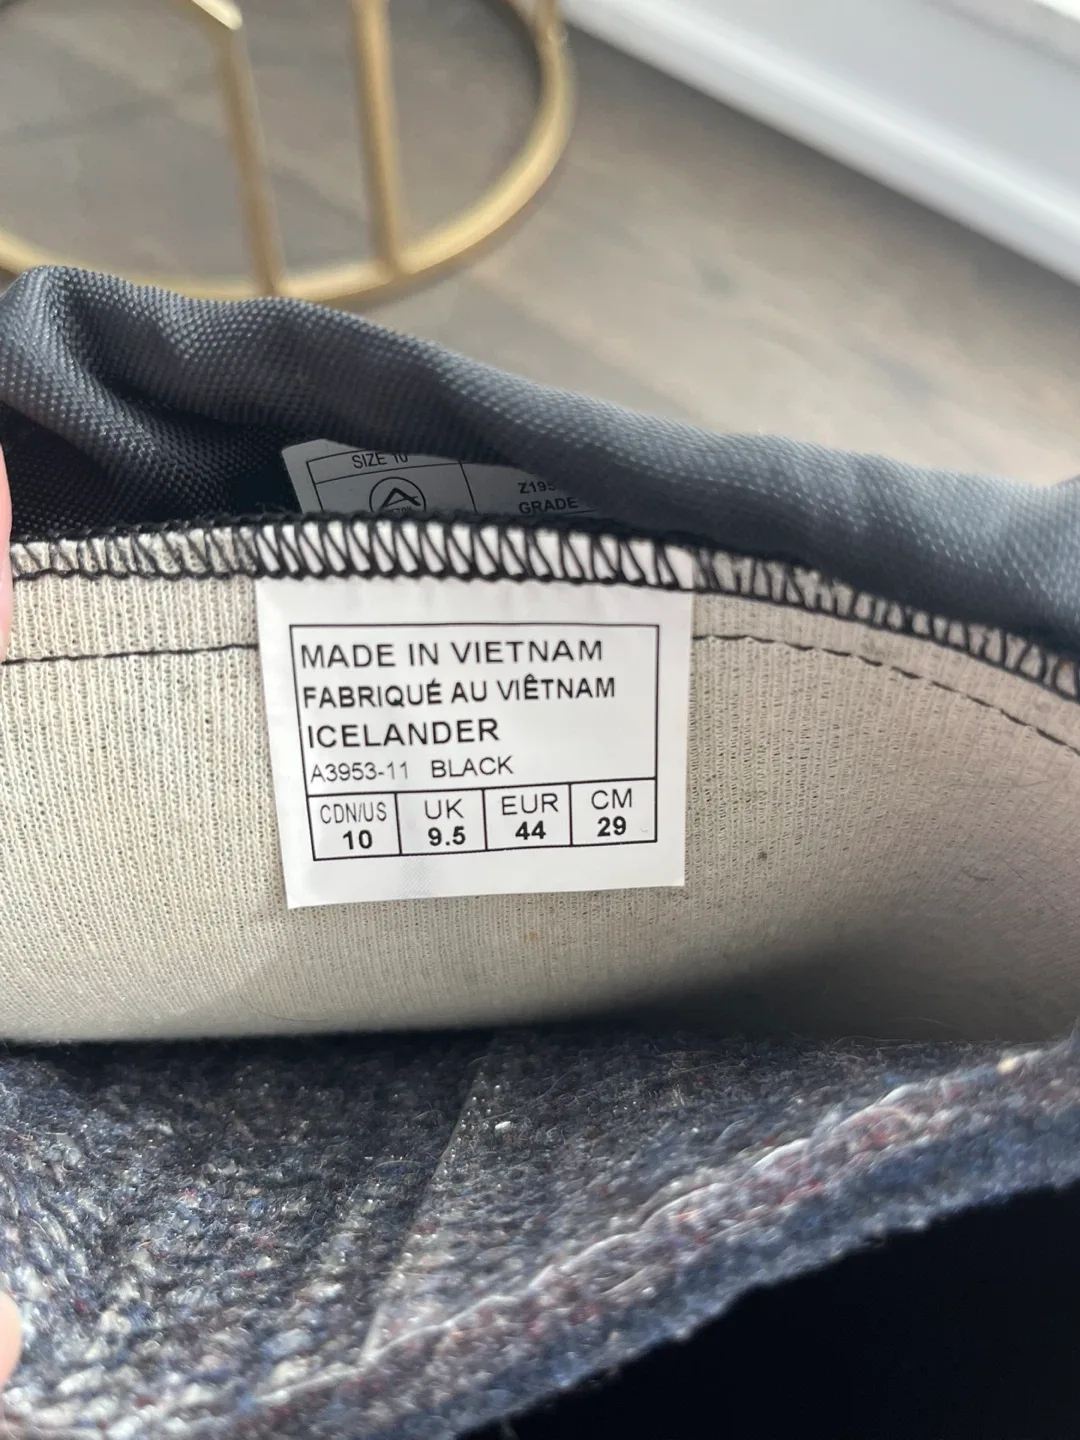 SIZE 10
GRADE
MADE IN VIETNAM
FABRIQUÉ AU VIÊTNAM
ICELANDER
A3953-11 BLACK
CDN/US UK EUR CM
10 9.5 44 29